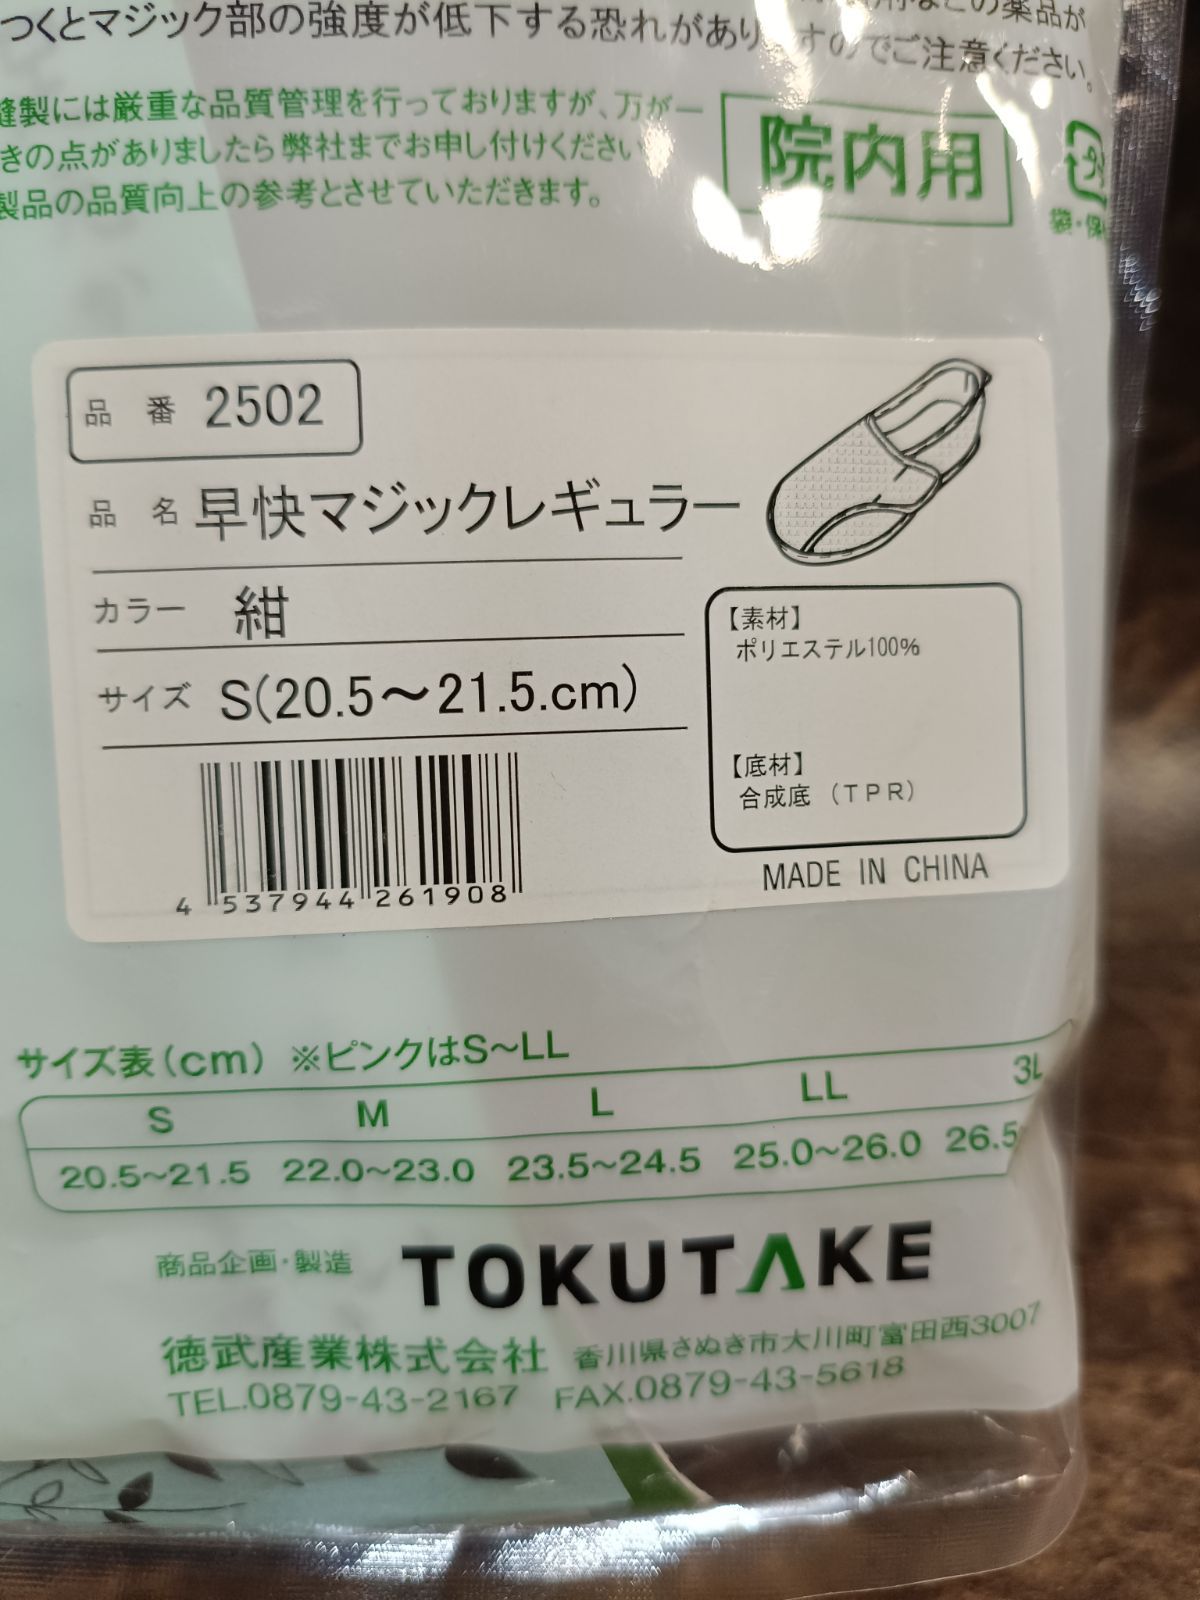 つくとマジック部の強度が低下する恐れがありますのでご注意ください。
などの薬品が
縫製には厳重な品質管理を行っておりますが、万が一
きの点がありましたら弊社までお申し付けください
製品の品質向上の参考とさせていただきます。
院内用
袋・保
品番 2502
品名 早快マジックレギュラー
カラー 紺
サイズ S(20.5～21.5.cm)
【素材】
ポリエステル100%
【底材】
合成底（TPR）
MADE IN CHINA
4 537944 261908
サイズ表（cm）※ピンクはS～LL
S M L LL 3L
20.5～21.5 22.0～23.0 23.5～24.5 25.0～26.0 26.5
商品企画・製造 TOKUTAKE
徳武産業株式会社 香川県さぬき市大川町富田西3007
TEL.0879-43-2167 FAX.0879-43-5618